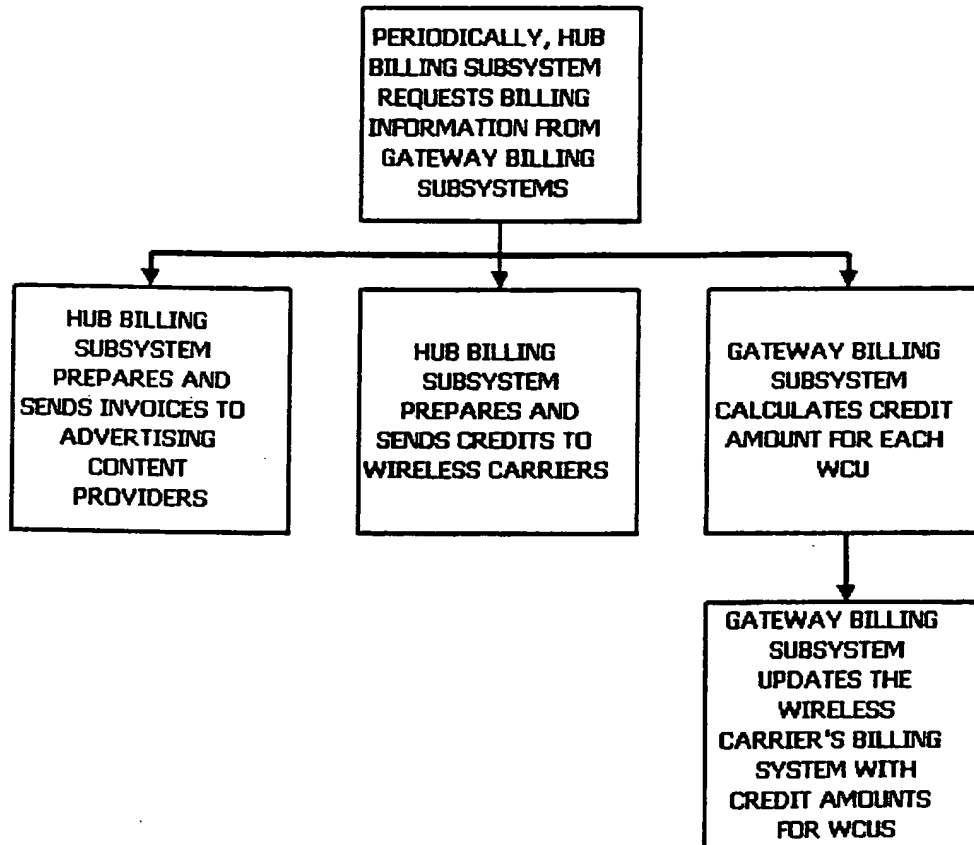 PERIODICALLY, HUB
BILLING SUBSYSTEM
REQUESTS BILLING
INFORMATION FROM
GATEWAY BILLING
SUBSYSTEMS
HUB BILLING
SUBSYSTEM
PREPARES AND
SENDS INVOICES TO
ADVERTISING
CONTENT
PROVIDERS
HUB BILLING
SUBSYSTEM
PREPARES AND
SENDS CREDITS TO
WIRELESS CARRIERS
GATEWAY BILLING
SUBSYSTEM
CALCULATES CREDIT
AMOUNT FOR EACH
WCU
GATEWAY BILLING
SUBSYSTEM
UPDATES THE
WIRELESS
CARRIER'S BILLING
SYSTEM WITH
CREDIT AMOUNTS
FOR WCUS